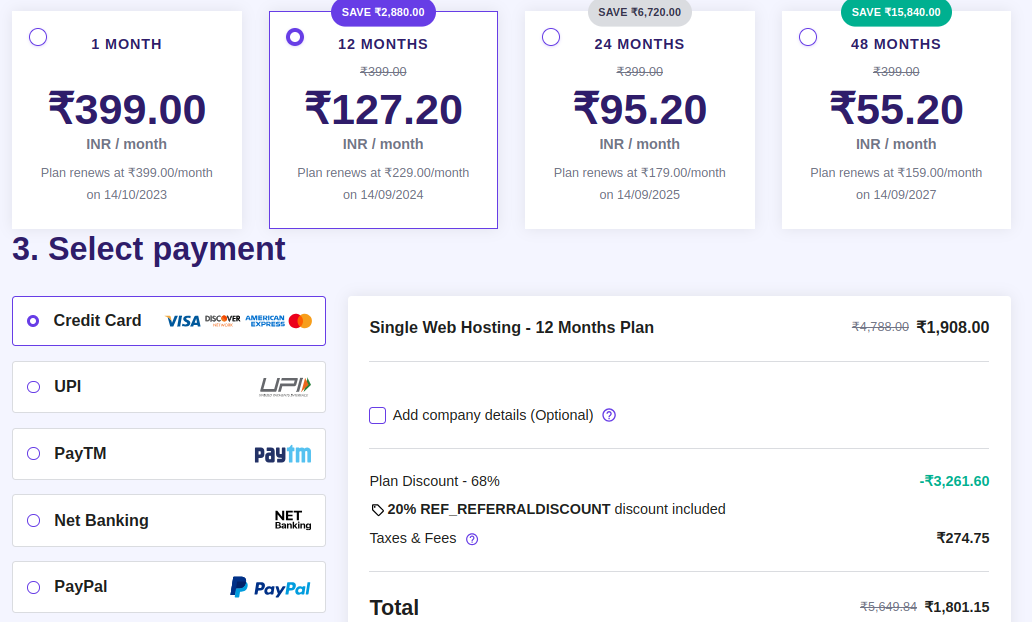 SAVE ₹2,880.00
SAVE ₹6,720.00
SAVE ₹15,840.00
1 MONTH
12 MONTHS
24 MONTHS
48 MONTHS
₹399.00
₹399.00
₹399.00
₹399.00
₹127.20
₹95.20
₹55.20
INR / month
INR / month
INR / month
INR / month
Plan renews at ₹399.00/month
on 14/10/2023
Plan renews at ₹229.00/month
on 14/09/2024
Plan renews at ₹179.00/month
on 14/09/2025
Plan renews at ₹159.00/month
on 14/09/2027
3. Select payment
Credit Card VISA DISCOVER NETWORK AMERICAN EXPRESS
UPI UPI
PayTM paytm
Net Banking NET Banking
PayPal PayPal
Single Web Hosting - 12 Months Plan ₹4,788.00 ₹1,908.00
Add company details (Optional) ?
Plan Discount - 68% -₹3,261.60
20% REF_REFERRALDISCOUNT discount included
Taxes & Fees ? ₹274.75
Total ₹5,649.84 ₹1,801.15